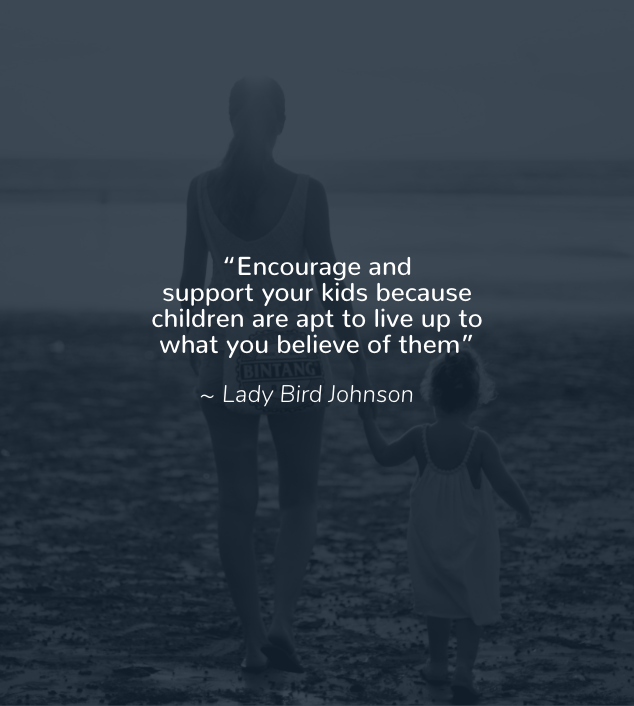 “Encourage and
support your kids because
children are apt to live up to
what you believe of them”
BINTANG
~ Lady Bird Johnson